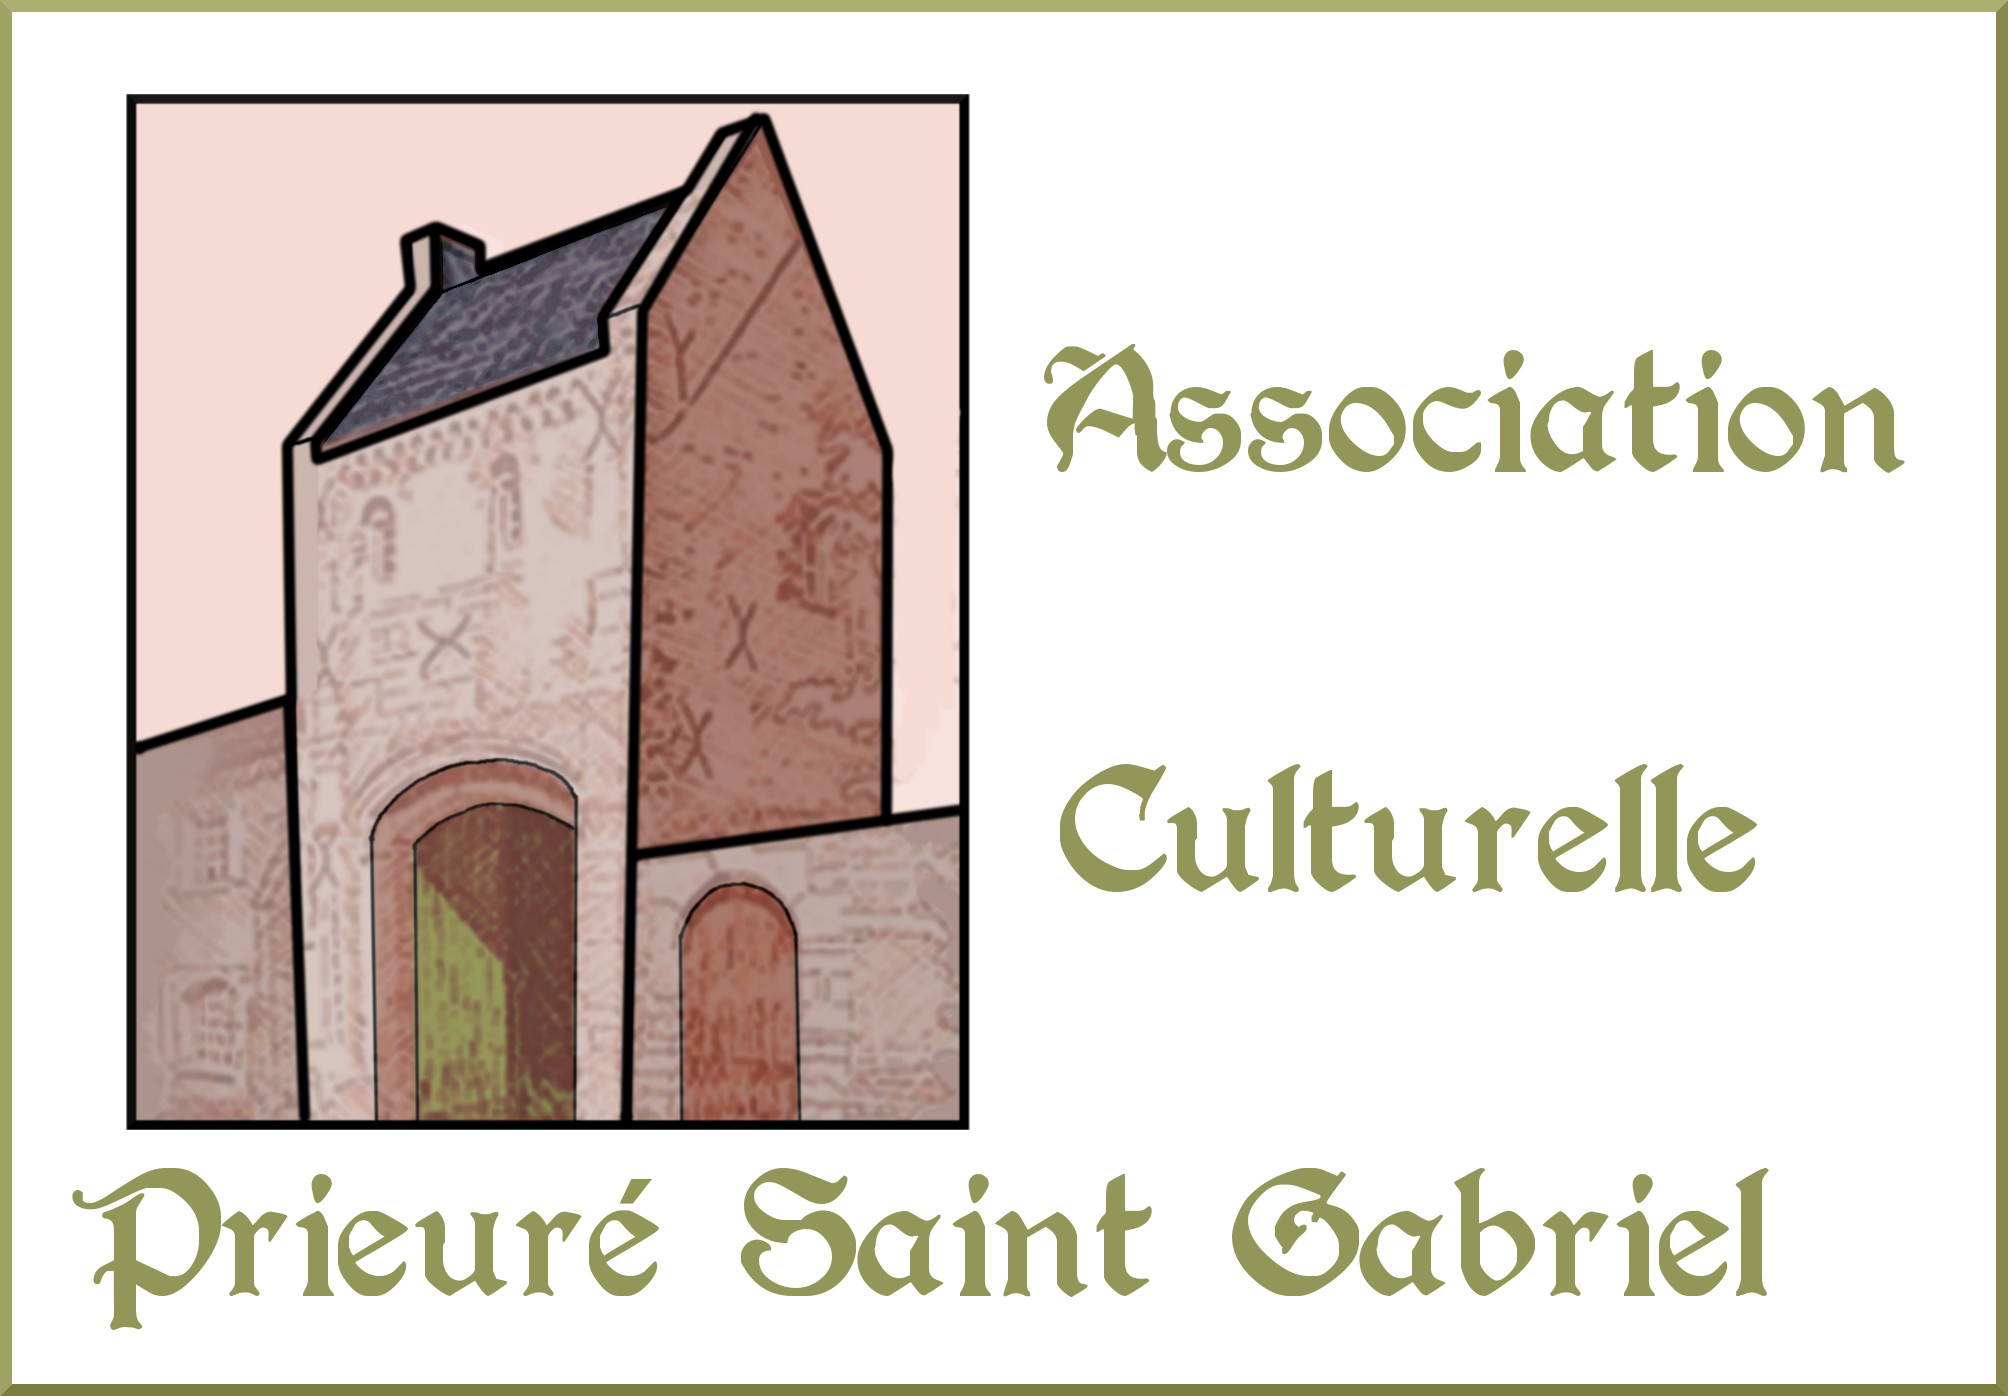 Association
Culturelle
Prieuré Saint Gabriel